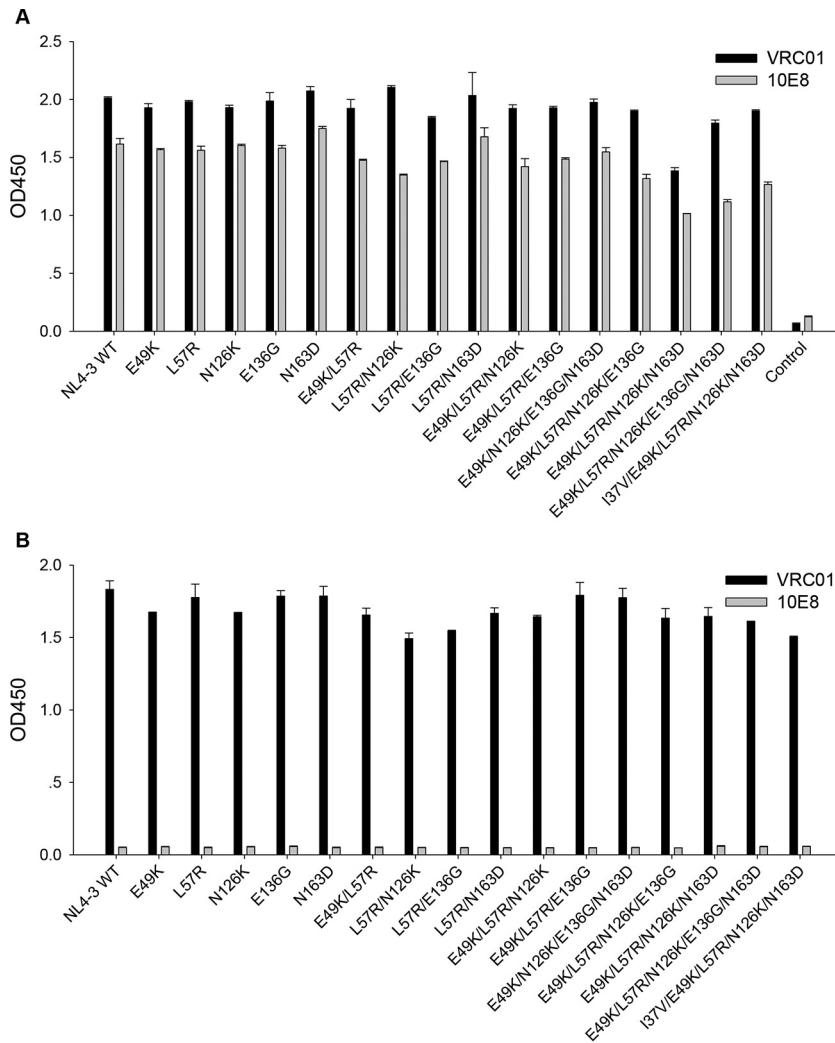 A
VRC01
10E8
2.5
2.0
1.5
1.0
.5
0.0
OD450
NL4-3 WT
E49K
L57R
N126K
E136G
N163D
E49K/L57R
L57R/N126K
L57R/E136G
L57R/N163D
E49K/L57R/N126K
E49K/L57R/E136G
E49K/N126K/E136G/N163D
E49K/L57R/N126K/E136G
E49K/L57R/N126K/N163D
E49K/L57R/N126K/E136G/N163D
I37V/E49K/L57R/N126K/N163D
Control
B
VRC01
10E8
2.0
1.5
1.0
.5
0.0
OD450
NL4-3 WT
E49K
L57R
N126K
E136G
N163D
E49K/L57R
L57R/N126K
L57R/E136G
L57R/N163D
E49K/L57R/N126K
E49K/L57R/E136G
E49K/N126K/E136G/N163D
E49K/L57R/N126K/E136G
E49K/L57R/N126K/N163D
E49K/L57R/N126K/E136G/N163D
I37V/E49K/L57R/N126K/N163D